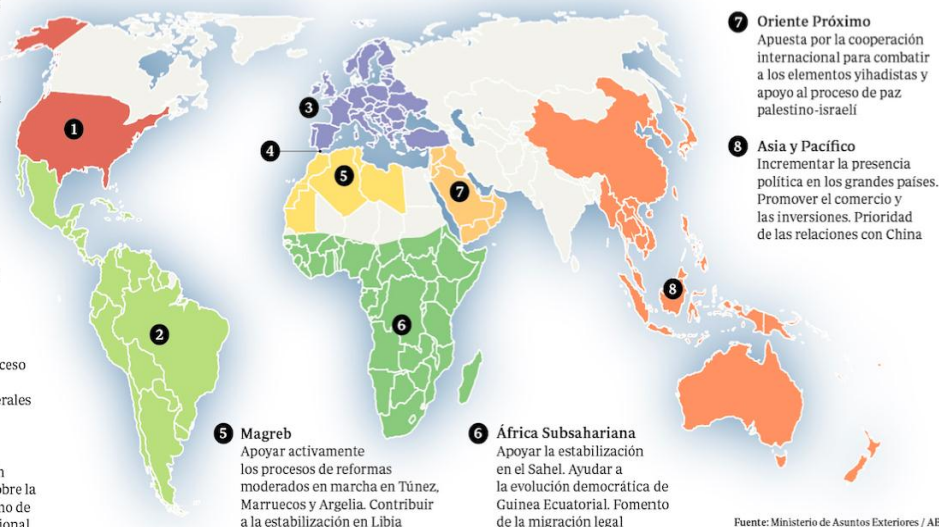 7 Oriente Próximo
Apuesta por la cooperación
internacional para combatir
a los elementos yihadistas y
apoyo al proceso de paz
palestino-israelí
8 Asia y Pacífico
Incrementar la presencia
política en los grandes países.
Promover el comercio y
las inversiones. Prioridad
de las relaciones con China
1
3
4
5
7
8
2
6
5 Magreb
Apoyar activamente
los procesos de reformas
moderados en marcha en Túnez,
Marruecos y Argelia. Contribuir
a la estabilización en Libia
6 África Subsahariana
Apoyar la estabilización
en el Sahel. Ayudar a
la evolución democrática de
Guinea Ecuatorial. Fomento
de la migración legal
Fuente: Ministerio de Asuntos Exteriores /